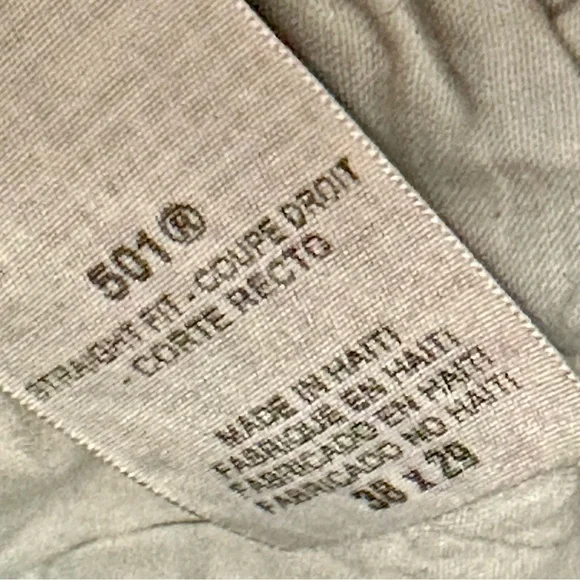 501®
STRAIGHT FIT - COUPE DROIT
- CORTE RECTO
MADE IN HAITI
FABRIQUÉ EN HAITI
FABRICADO EN HAITI
FABRICADO NO HAITI
38 x 29